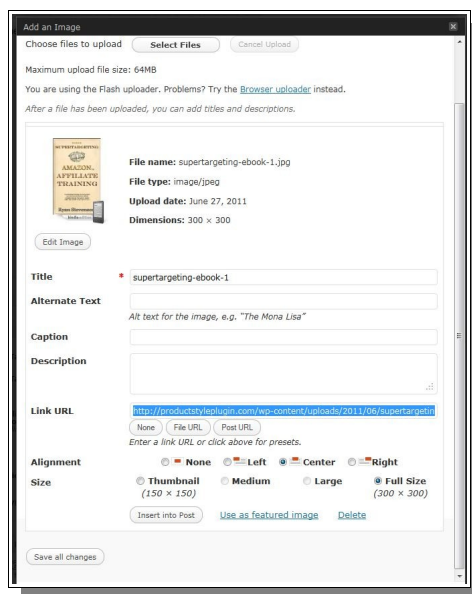 Add an Image
Choose files to upload Select Files Cancel Upload
Maximum upload file size: 64MB
You are using the Flash uploader. Problems? Try the Browser uploader instead.
After a file has been uploaded, you can add titles and descriptions.
SUPERTARGETING
AMAZON
AFFILIATE
TRAINING
File name: supertargeting-ebook-1.jpg
File type: image/jpeg
Upload date: June 27, 2011
Dimensions: 300 × 300
Edit Image
Title * supertargeting-ebook-1
Alternate Text
Alt text for the image, e.g. "The Mona Lisa"
Caption
Description
Link URL http://productstyleplugin.com/wp-content/uploads/2011/06/supertargetin
None File URL Post URL
Enter a link URL or click above for presets.
Alignment None Left Center Right
Size Thumbnail Medium Large Full Size
(150 × 150) (300 × 300)
Insert into Post Use as featured image Delete
Save all changes